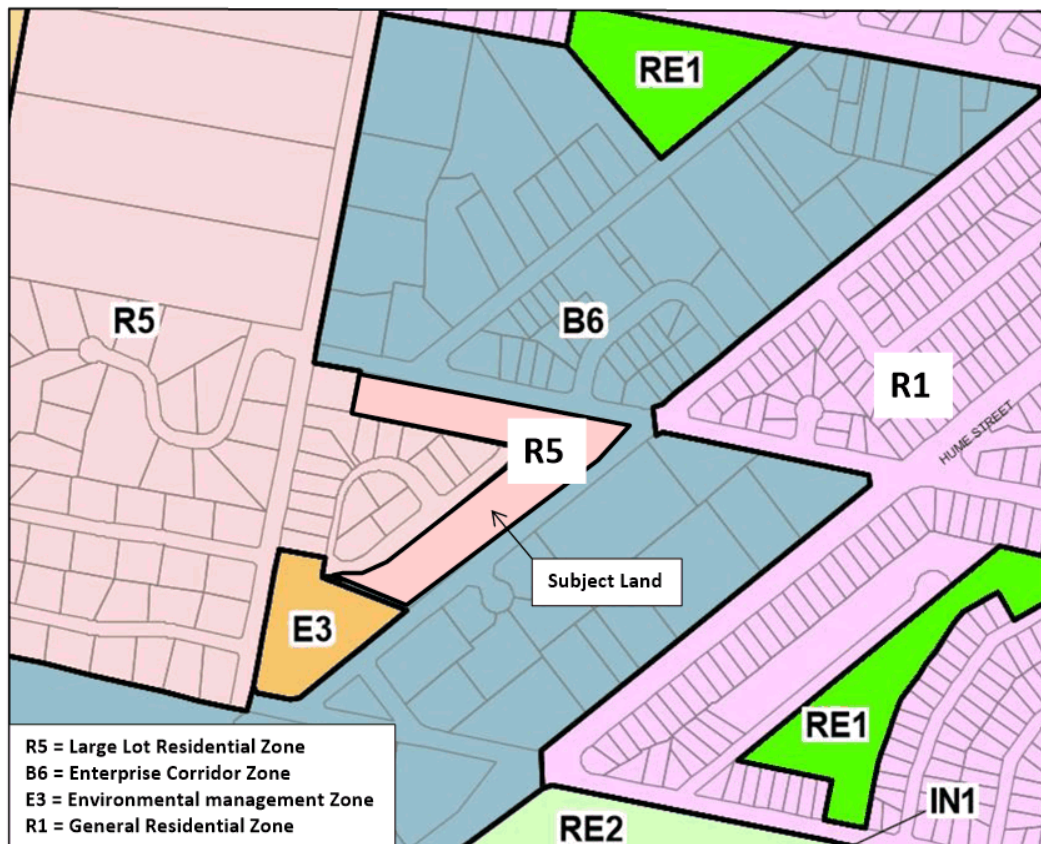 RE1
R5
B6
R1
HUME STREET
R5
Subject Land
E3
RE1
R5 = Large Lot Residential Zone
B6 = Enterprise Corridor Zone
E3 = Environmental management Zone
R1 = General Residential Zone
IN1
RE2